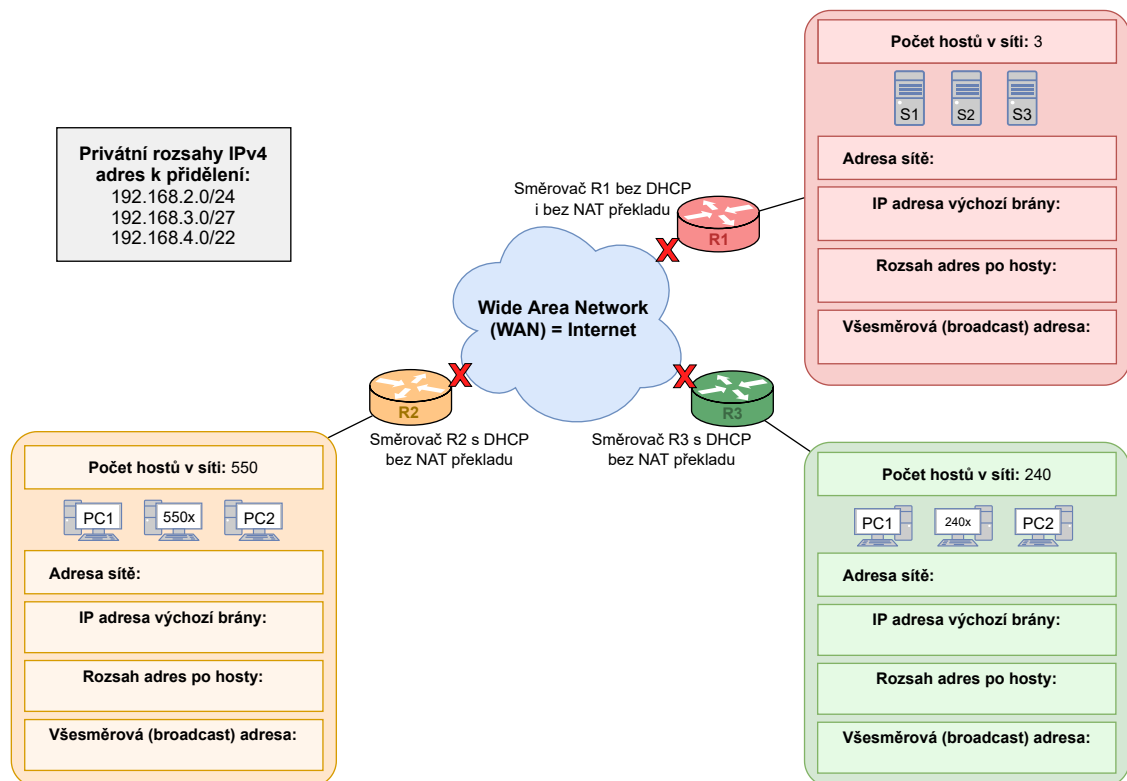 Počet hostů v síti: 3
S1
S2
S3
Adresa sítě:
IP adresa výchozí brány:
Rozsah adres po hosty:
Všesměrová (broadcast) adresa:
Privátní rozsahy IPv4
adres k přidělení:
192.168.2.0/24
192.168.3.0/27
192.168.4.0/22
Směrovač R1 bez DHCP
i bez NAT překladu
R1
X
Wide Area Network
(WAN) = Internet
X
R2
Směrovač R2 s DHCP
bez NAT překladu
X
R3
Směrovač R3 s DHCP
bez NAT překladu
Počet hostů v síti: 550
PC1
550x
PC2
Adresa sítě:
IP adresa výchozí brány:
Rozsah adres po hosty:
Všesměrová (broadcast) adresa:
Počet hostů v síti: 240
PC1
240x
PC2
Adresa sítě:
IP adresa výchozí brány:
Rozsah adres po hosty:
Všesměrová (broadcast) adresa: